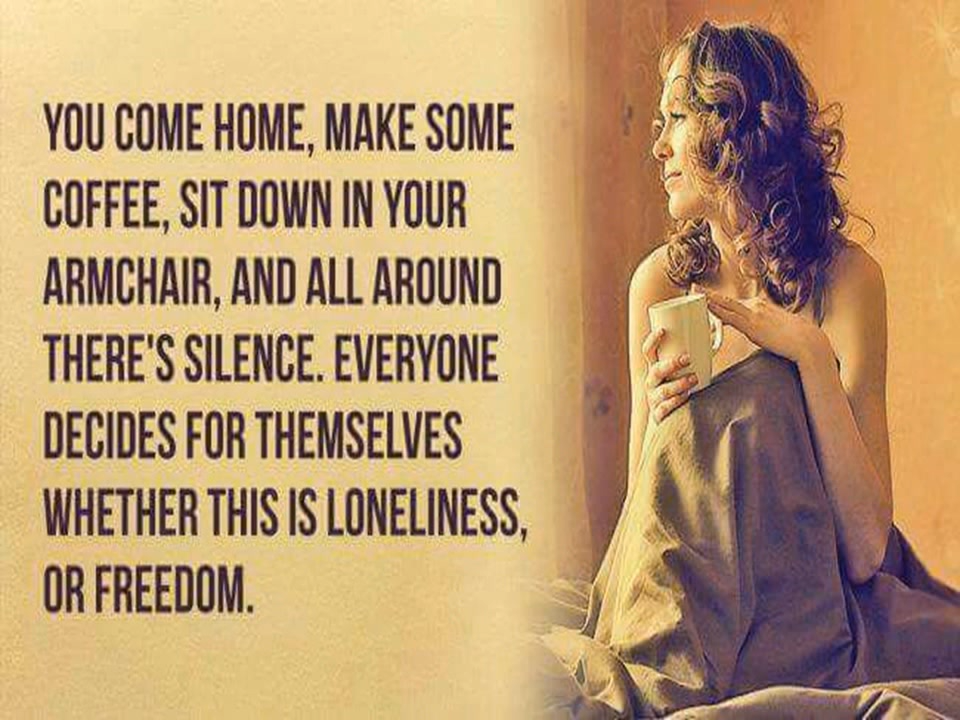 YOU COME HOME, MAKE SOME
COFFEE, SIT DOWN IN YOUR
ARMCHAIR, AND ALL AROUND
THERE'S SILENCE. EVERYONE
DECIDES FOR THEMSELVES
WHETHER THIS IS LONELINESS,
OR FREEDOM.